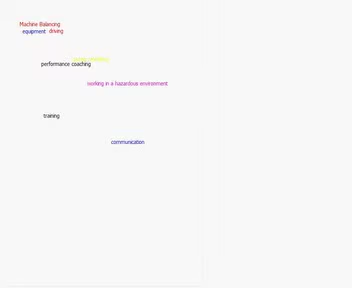 Machine Balancing
equipment driving
performance coaching
working in a hazardous environment
training
communication